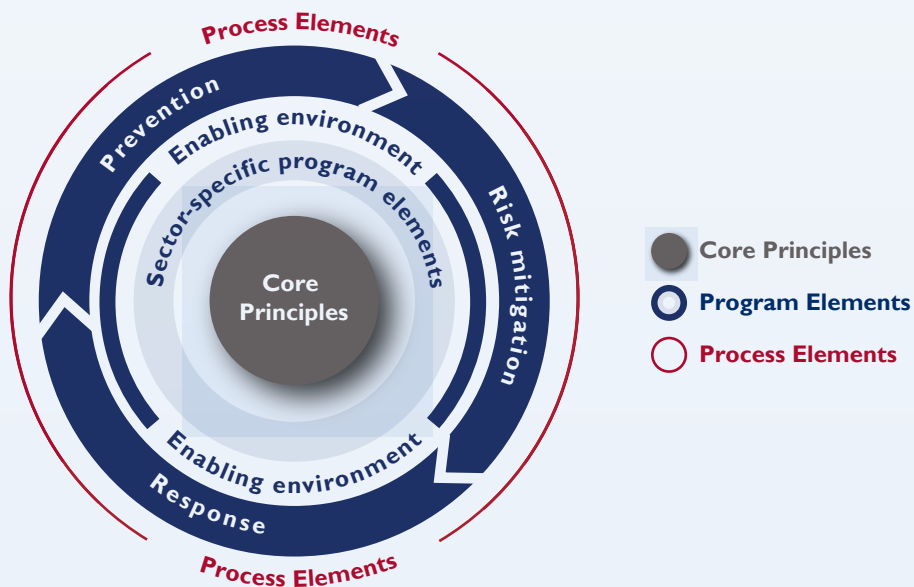 Process Elements
Prevention
Enabling environment
Sector-specific program elements
Risk mitigation
Core
Principles
Enabling environment
Response
Process Elements
Core Principles
Program Elements
Process Elements